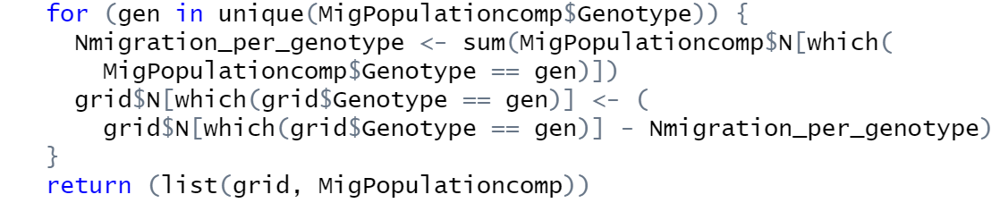 for (gen in unique(MigPopulationcomp$Genotype)) {
Nmigration_per_genotype <- sum(MigPopulationcomp$N[which(
MigPopulationcomp$Genotype == gen)])
grid$N[which(grid$Genotype == gen)] <- (
grid$N[which(grid$Genotype == gen)] - Nmigration_per_genotype)
}
return (list(grid, MigPopulationcomp))